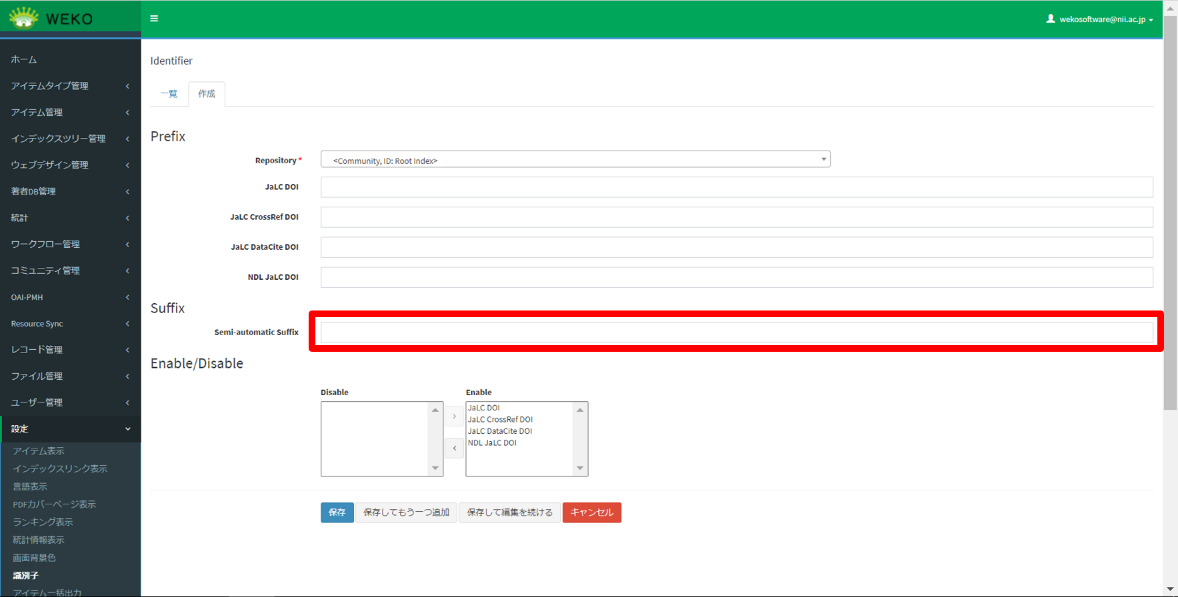 WEKO
wekosoftware@nii.ac.jp
ホーム
アイテムタイプ管理
アイテム管理
インデックスツリー管理
ウェブデザイン管理
著者DB管理
統計
ワークフロー管理
コミュニティ管理
OAI-PMH
Resource Sync
レコード管理
ファイル管理
ユーザー管理
設定
アイテム表示
インデックスリンク表示
言語表示
PDFカバーページ表示
ランキング表示
統計情報表示
画面背景色
識別子
アイテム一括出力
Identifier
一覧 作成
Prefix
Repository* <Community, ID: Root Index>
JaLC DOI
JaLC CrossRef DOI
JaLC DataCite DOI
NDL JaLC DOI
Suffix
Semi-automatic Suffix
Enable/Disable
Disable Enable
JaLC DOI
JaLC CrossRef DOI
JaLC DataCite DOI
NDL JaLC DOI
保存 保存してもう一つ追加 保存して編集を続ける キャンセル